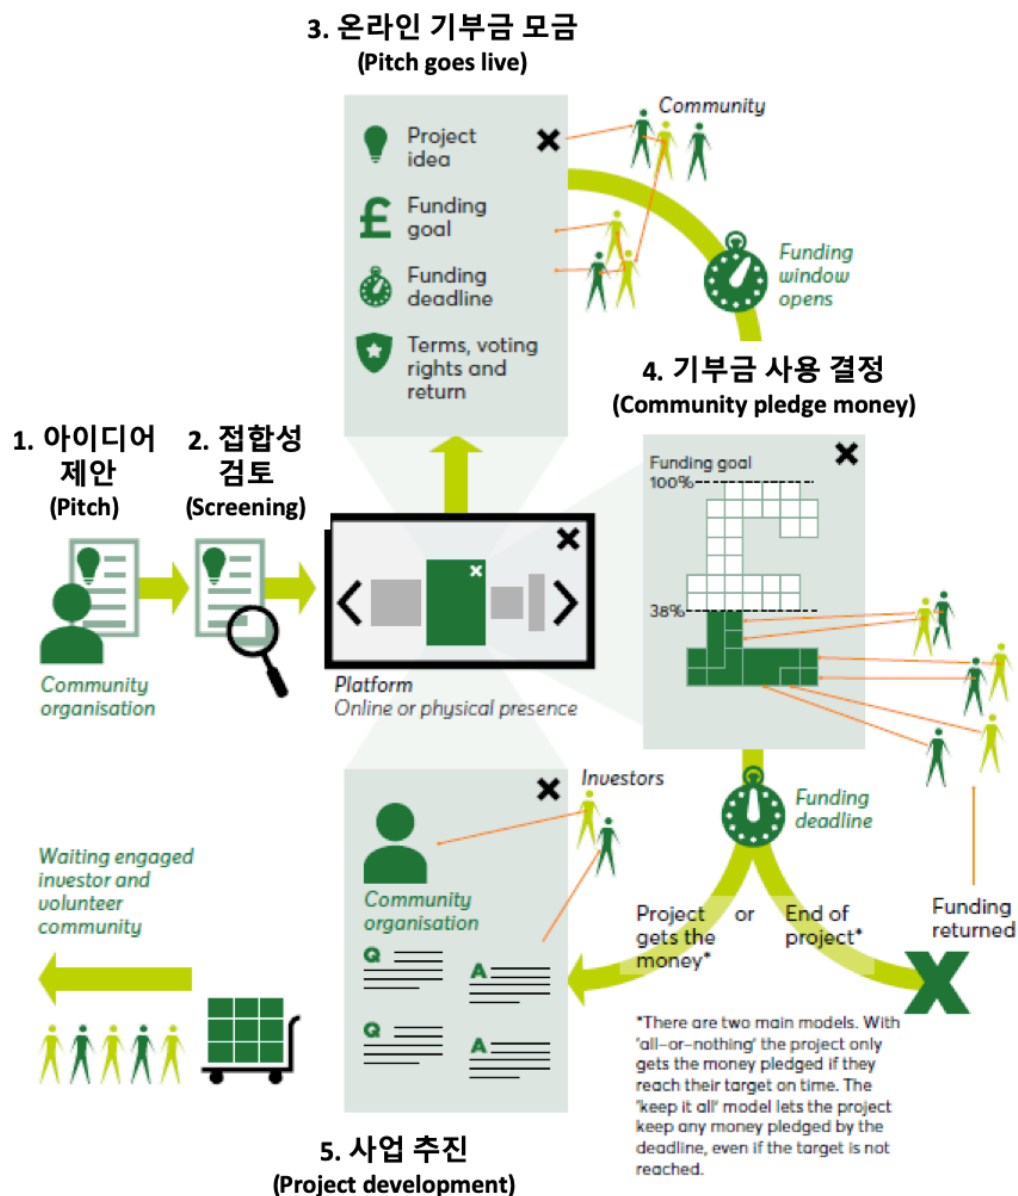 3. 온라인 기부금 모금
(Pitch goes live)
Community
Project
idea
£
Funding
goal
Funding
deadline
Terms, voting
rights and
return
Funding
window
opens
4. 기부금 사용 결정
(Community pledge money)
1. 아이디어
제안
(Pitch)
2. 접합성
검토
(Screening)
Funding goal
100%
38%
Community
organisation
Platform
Online or physical presence
Investors
Funding
deadline
Waiting engaged
investor and
volunteer
community
Community
organisation
Q
A
Q
A
Project
gets the
money*
or
End of
project*
Funding
returned
*There are two main models. With
'all-or-nothing' the project only
gets the money pledged if they
reach their target on time. The
'keep it all' model lets the project
keep any money pledged by the
deadline, even if the target is not
reached.
5. 사업 추진
(Project development)